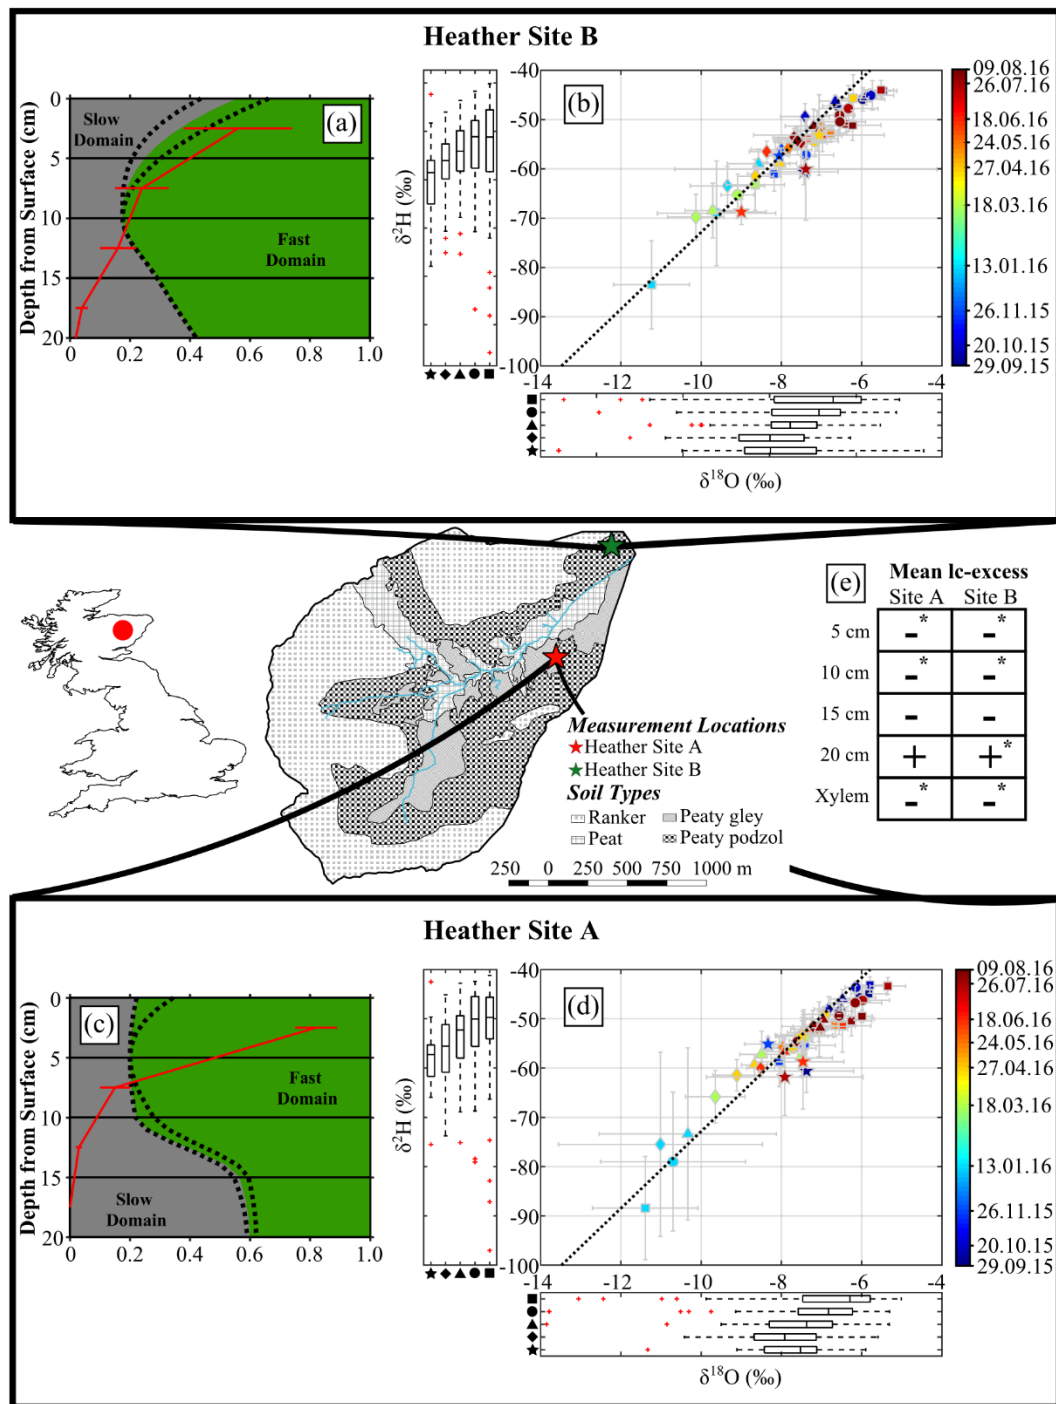 Heather Site B
(a)
Slow
Domain
Fast
Domain
Depth from Surface (cm)
0
5
10
15
20
0 0.2 0.4 0.6 0.8 1.0
δ²H (‰)
(b)
-40
-50
-60
-70
-80
-90
-100
-14 -12 -10 -8 -6 -4
δ¹⁸O (‰)
09.08.16
26.07.16
18.06.16
24.05.16
27.04.16
18.03.16
13.01.16
26.11.15
20.10.15
29.09.15
Measurement Locations
Heather Site A
Heather Site B
Soil Types
Ranker
Peaty gley
Peat
Peaty podzol
250 0 250 500 750 1000 m
(e)
Mean lc-excess
Site A Site B
5 cm -* -*
10 cm -* -*
15 cm - -
20 cm + +*
Xylem -* -*
Heather Site A
(c)
Fast
Domain
Slow
Domain
Depth from Surface (cm)
0
5
10
15
20
0 0.2 0.4 0.6 0.8 1.0
δ²H (‰)
(d)
-40
-50
-60
-70
-80
-90
-100
-14 -12 -10 -8 -6 -4
δ¹⁸O (‰)
09.08.16
26.07.16
18.06.16
24.05.16
27.04.16
18.03.16
13.01.16
26.11.15
20.10.15
29.09.15